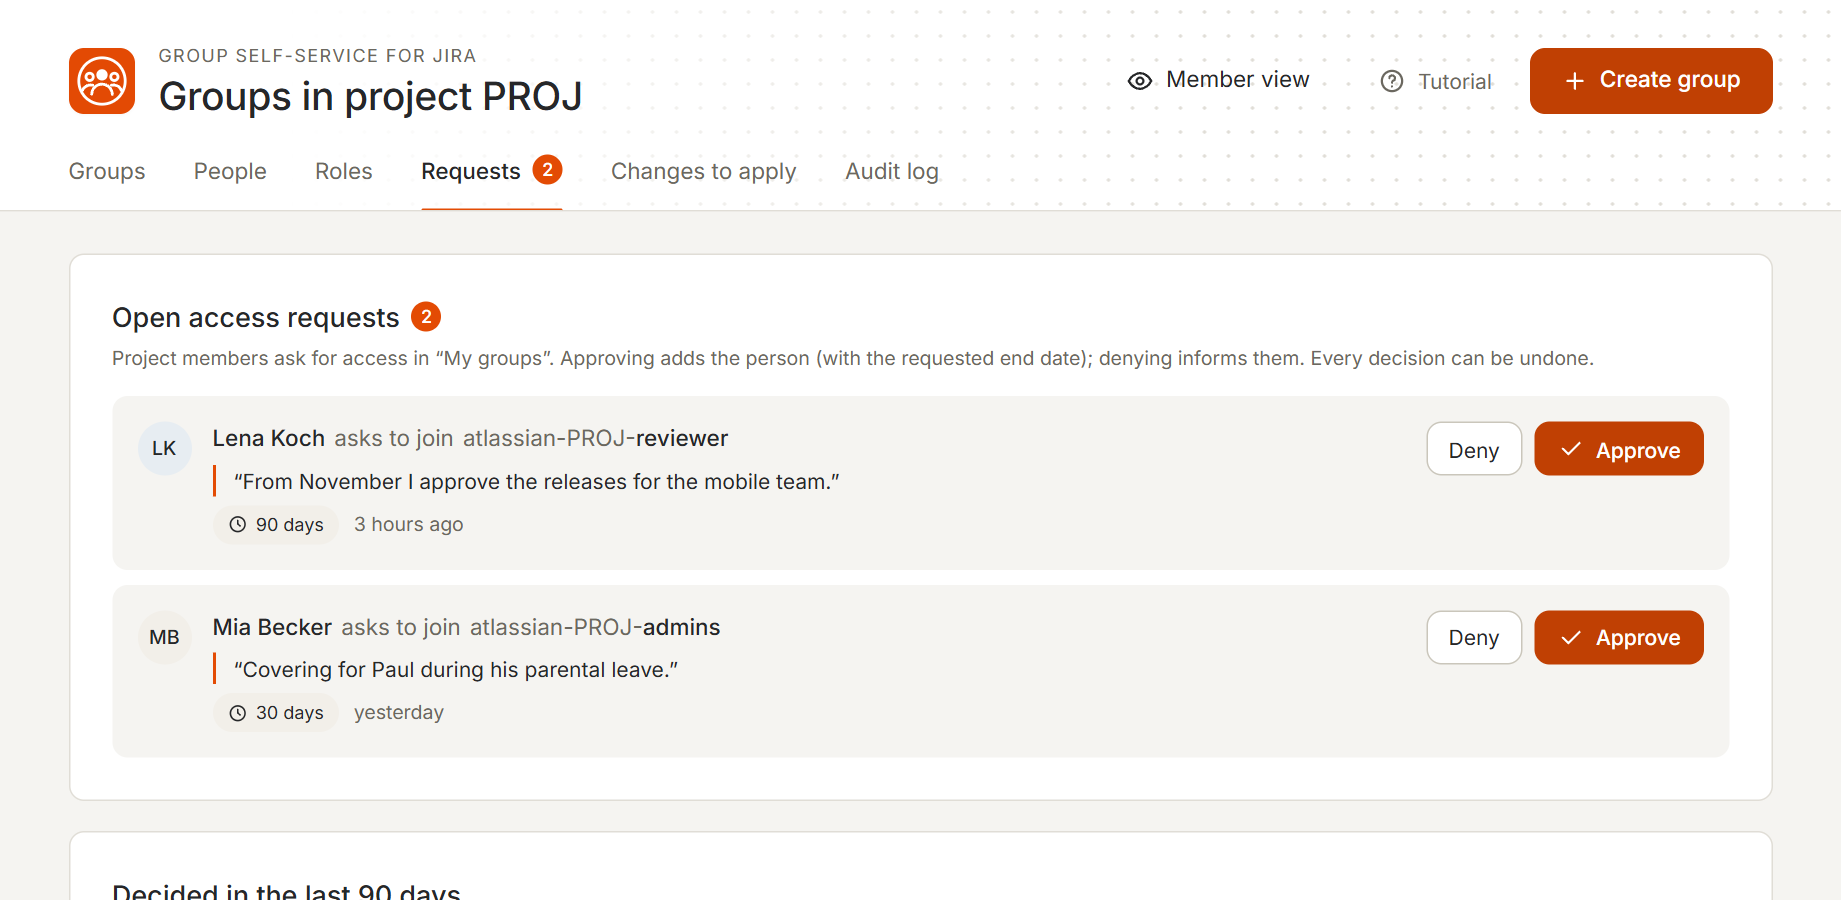 GROUP SELF-SERVICE FOR JIRA
Groups in project PROJ
Member view
Tutorial
Create group
Groups
People
Roles
Requests 2
Changes to apply
Audit log
Open access requests 2
Project members ask for access in “My groups”. Approving adds the person (with the requested end date); denying informs them. Every decision can be undone.
LK
Lena Koch asks to join atlassian-PROJ-reviewer
“From November I approve the releases for the mobile team.”
90 days
3 hours ago
Deny
Approve
MB
Mia Becker asks to join atlassian-PROJ-admins
“Covering for Paul during his parental leave.”
30 days
yesterday
Deny
Approve
Decided in the last 90 days